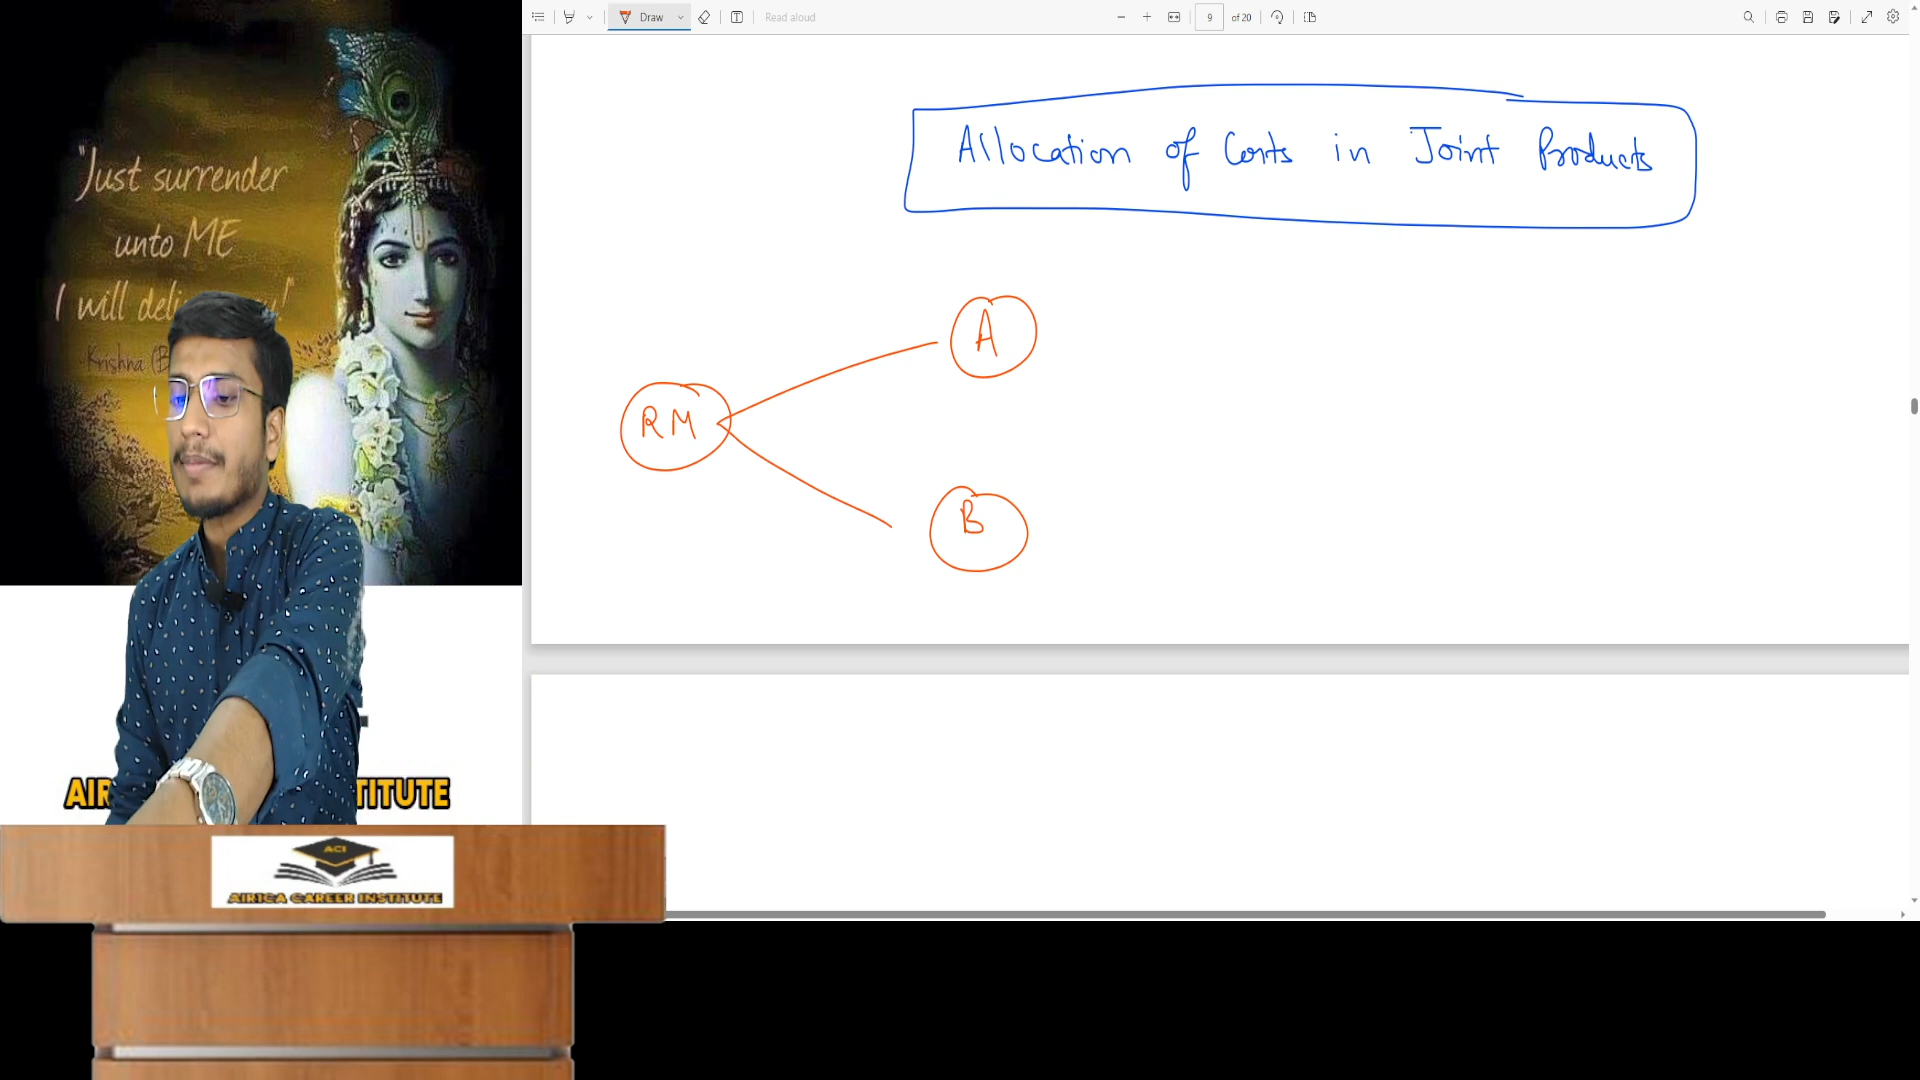 Draw
Read aloud
9
of 20
"Just surrender
unto ME
I will deli
u!"
Krishna (B
Allocation of Costs in Joint Products
A
RM
B
AIR
TITUTE
ACI
AIR1CA CAREER INSTITUTE